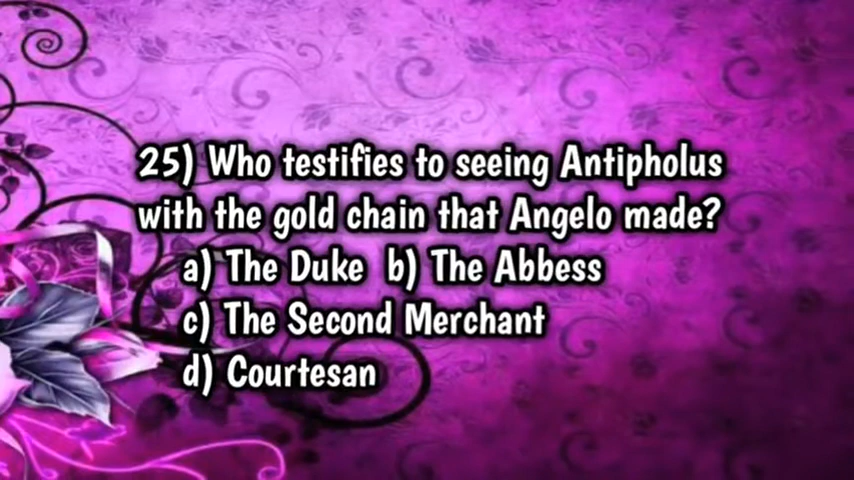 25) Who testifies to seeing Antipholus
with the gold chain that Angelo made?
a) The Duke b) The Abbess
c) The Second Merchant
d) Courtesan